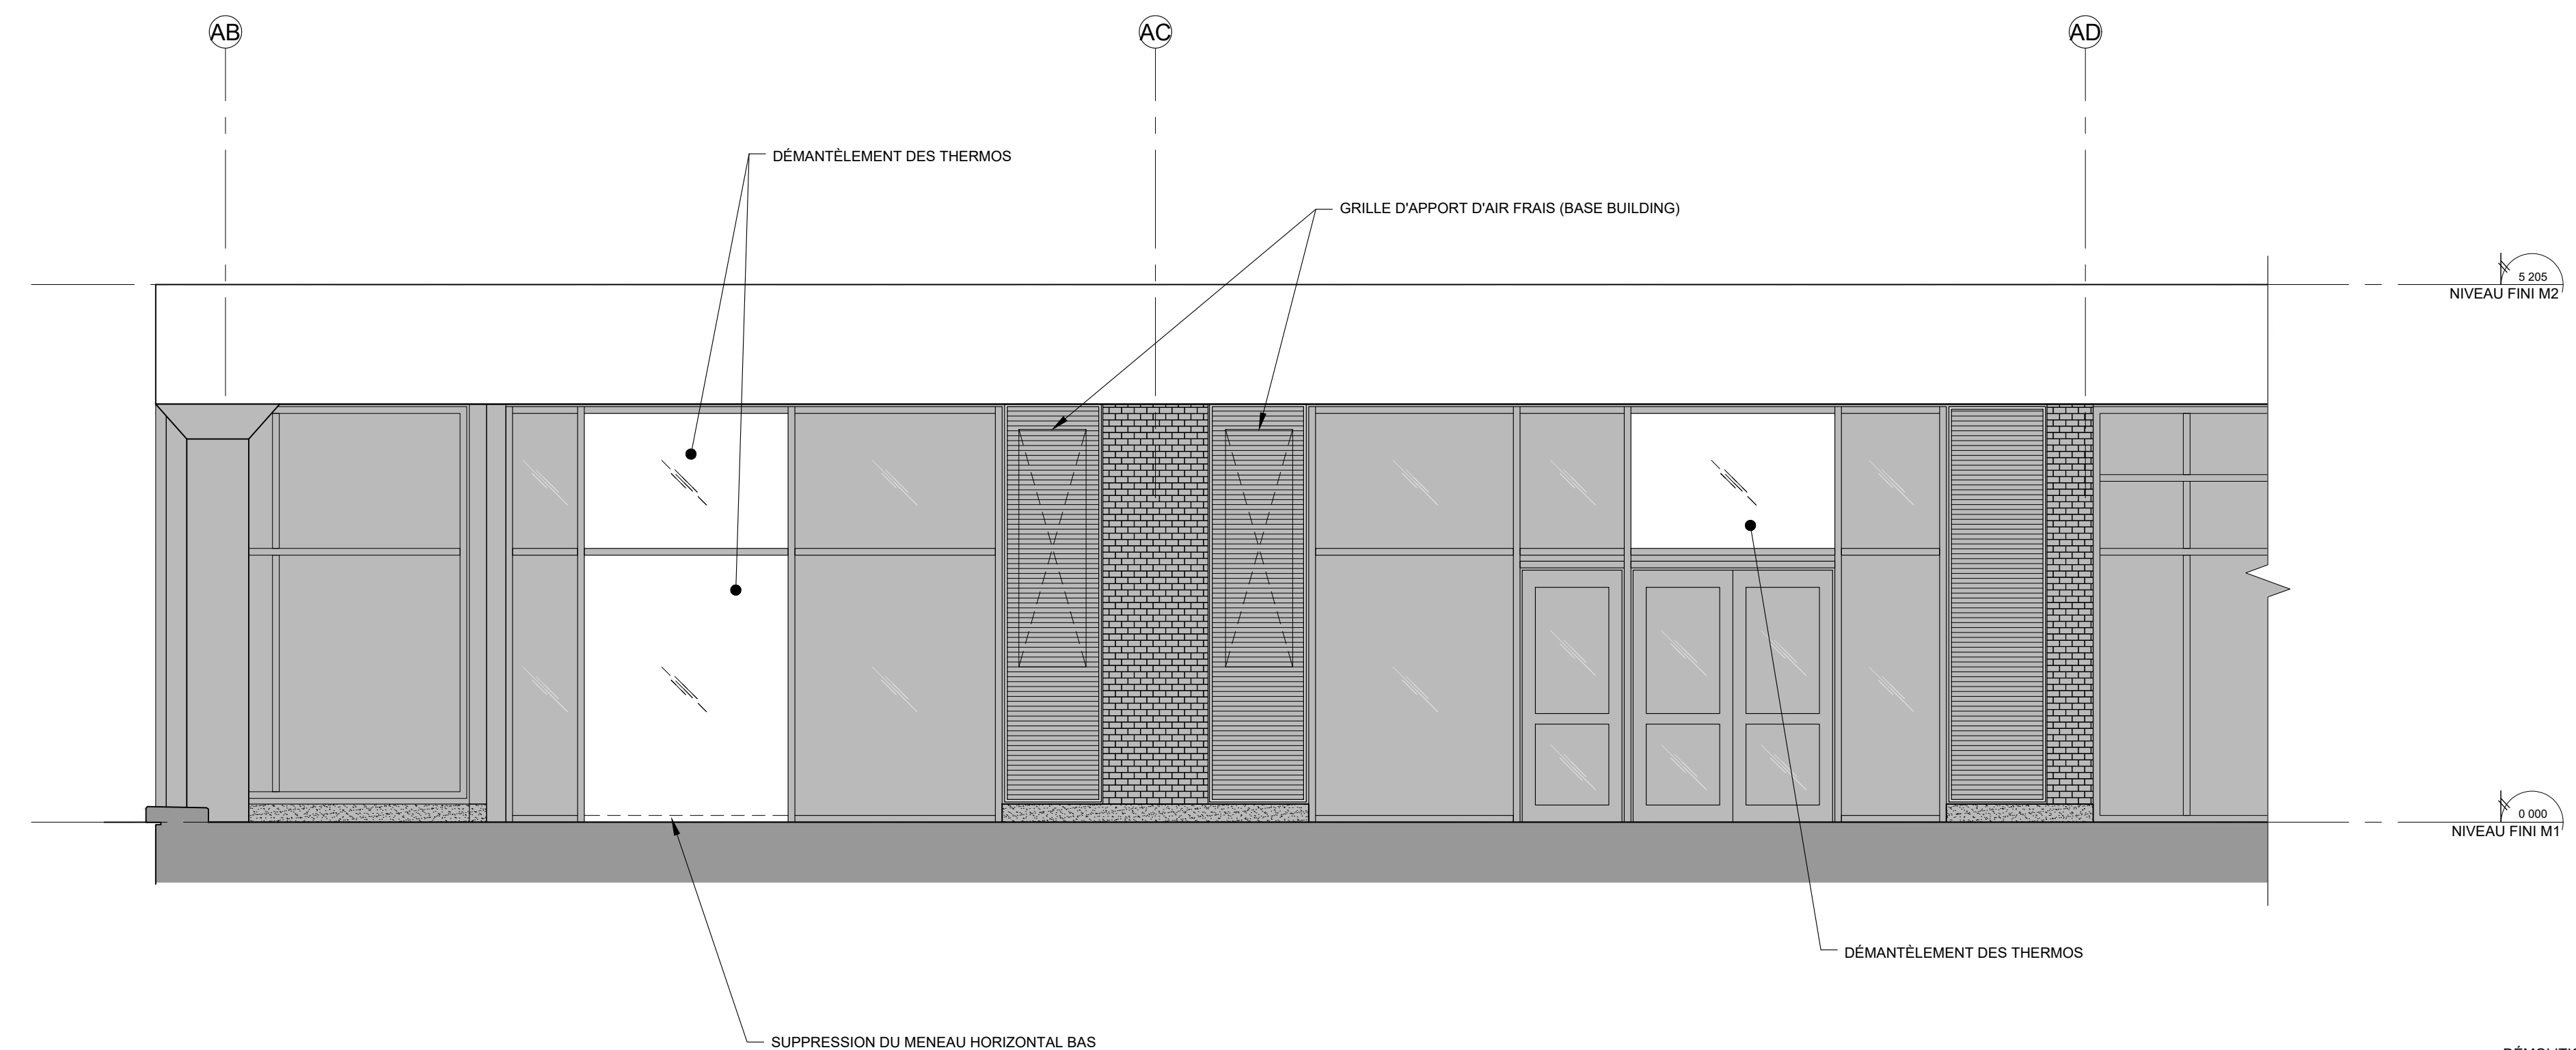 AB
AC
AD
DÉMANTÈLEMENT DES THERMOS
GRILLE D'APPORT D'AIR FRAIS (BASE BUILDING)
5 205
NIVEAU FINI M2
0 000
NIVEAU FINI M1
DÉMANTÈLEMENT DES THERMOS
SUPPRESSION DU MENEAU HORIZONTAL BAS